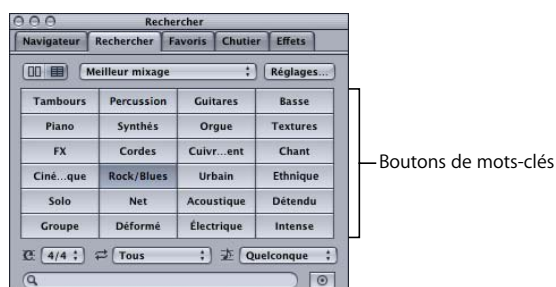 Rechercher
Navigateur Rechercher Favoris Chutier Effets
Meilleur mixage Réglages...
Tambours Percussion Guitares Basse
Piano Synthés Orgue Textures
FX Cordes Cuivr...ent Chant
Ciné...que Rock/Blues Urbain Ethnique
Solo Net Acoustique Détendu
Groupe Déformé Électrique Intense
Boutons de mots-clés
4/4 Tous Quelconque